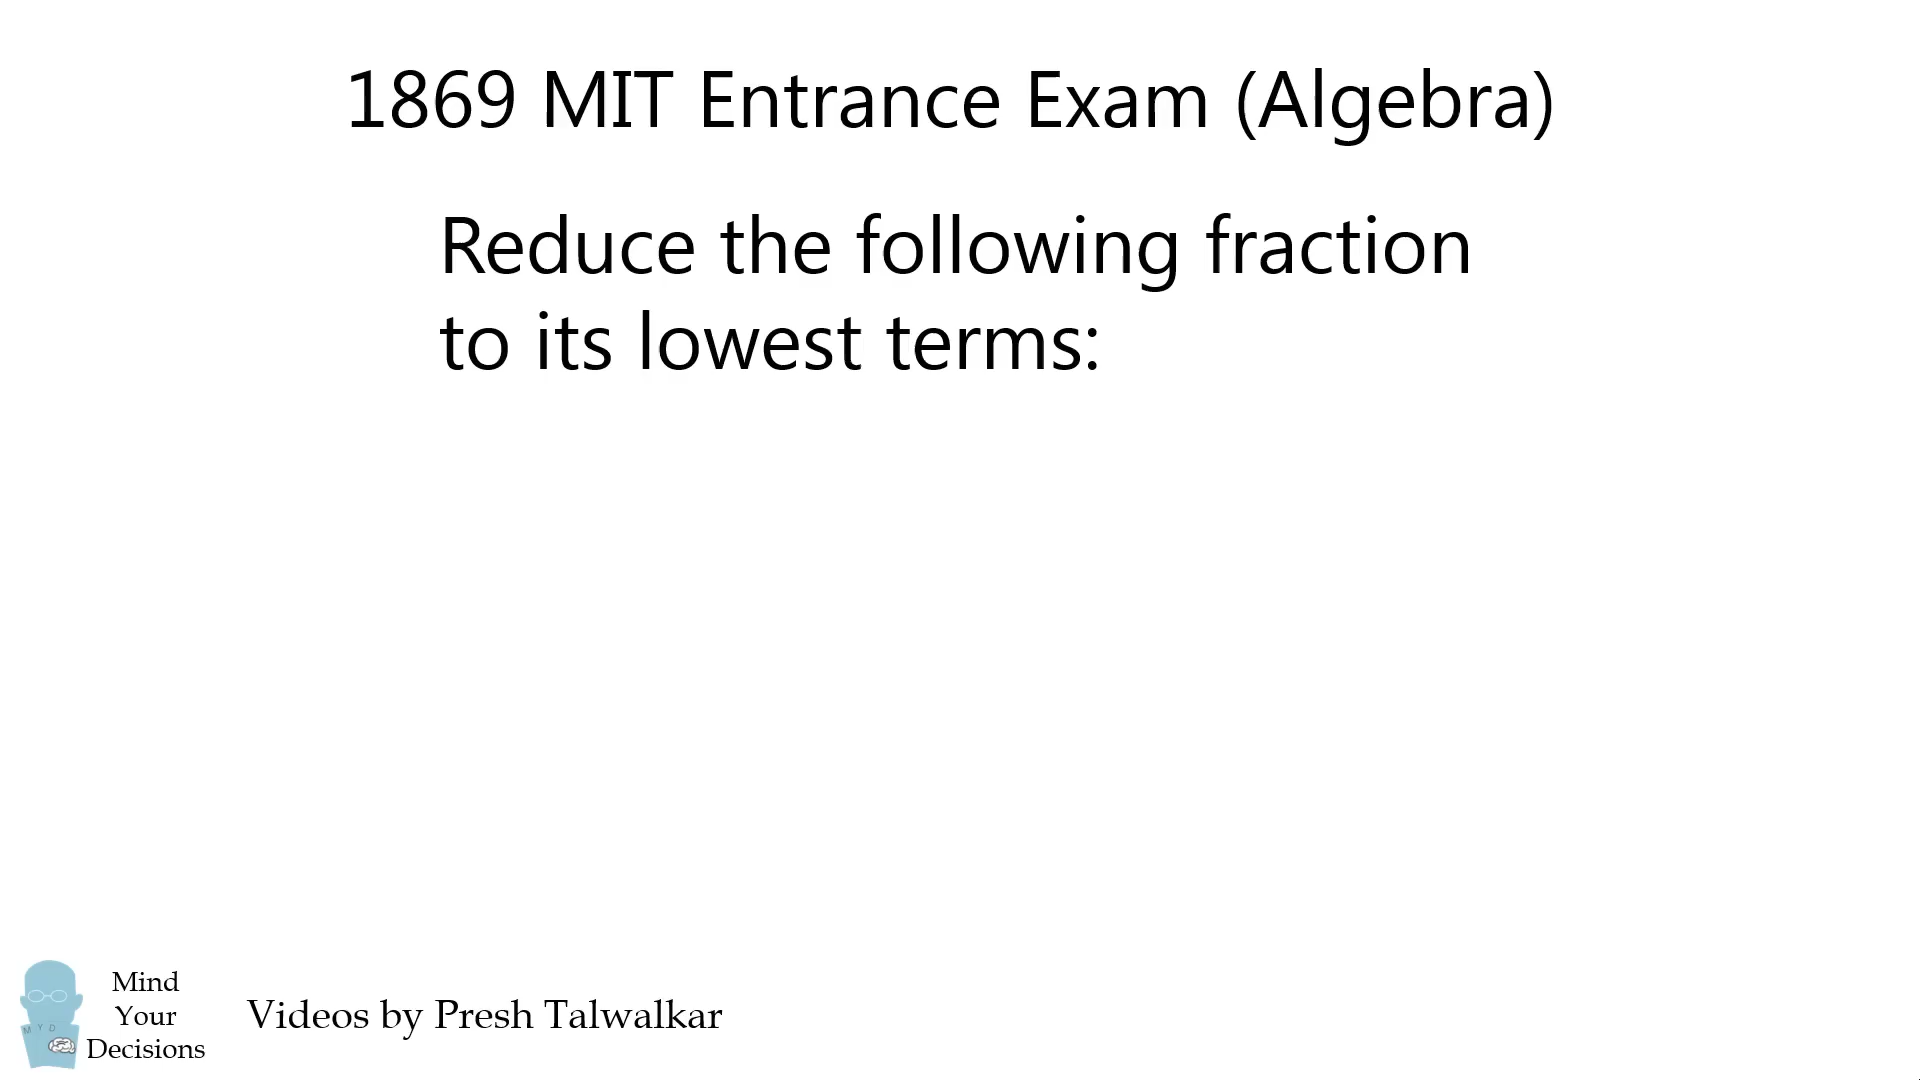 1869 MIT Entrance Exam (Algebra)
Reduce the following fraction
to its lowest terms:
M Y D
Mind
Your
Decisions
Videos by Presh Talwalkar